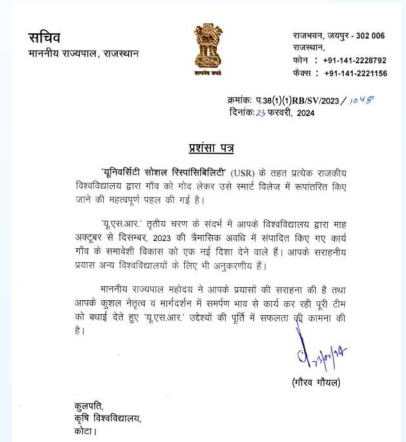 सचिव
माननीय राज्यपाल, राजस्थान
सत्यमेव जयते
राजभवन, जयपुर - 302 006
राजस्थान,
फोन : +91-141-2228792
फैक्स : +91-141-2221156
क्रमांक: प.38(1)(1)RB/SV/2023/1048
दिनांक:23 फरवरी, 2024
प्रशंसा पत्र
'यूनिवर्सिटी सोशल रिस्पांसिबिलिटी' (USR) के तहत प्रत्येक राजकीय
विश्वविद्यालय द्वारा गाँव को गोद लेकर उसे स्मार्ट विलेज में रूपांतरित किए
जाने की महत्वपूर्ण पहल की गई है।
'यू.एस.आर.' तृतीय चरण के संदर्भ में आपके विश्वविद्यालय द्वारा माह
अक्टूबर से दिसम्बर, 2023 की त्रैमासिक अवधि में संपादित किए गए कार्य
गाँव के समावेशी विकास को एक नई दिशा देने वाले हैं। आपके सराहनीय
प्रयास अन्य विश्वविद्यालयों के लिए भी अनुकरणीय हैं।
माननीय राज्यपाल महोदय ने आपके प्रयासों की सराहना की है तथा
आपके कुशल नेतृत्व व मार्गदर्शन में समर्पण भाव से कार्य कर रही पूरी टीम
को बधाई देते हुए 'यू.एस.आर.' उद्देश्यों की पूर्ति में सफलता की कामना की
है।
23/02/24
(गौरव गोयल)
कुलपति,
कृषि विश्वविद्यालय,
कोटा।